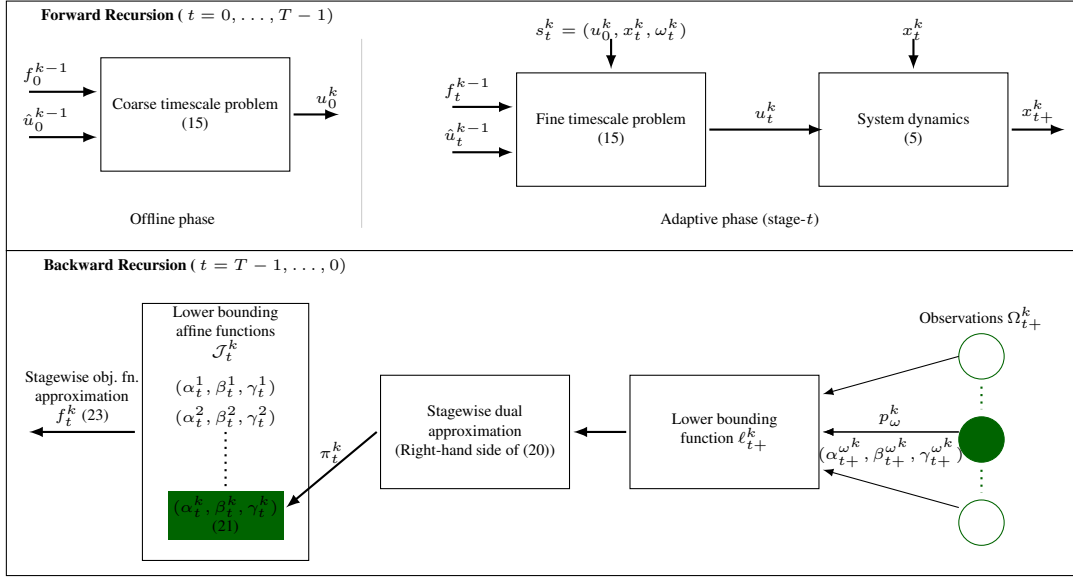 Forward Recursion ( t = 0, . . . , T − 1)
f_0^{k−1}
û_0^{k−1}
Coarse timescale problem
(15)
u_0^k
Offline phase
s_t^k = (u_0^k, x_t^k, ω_t^k)
f_t^{k−1}
û_t^{k−1}
Fine timescale problem
(15)
u_t^k
x_t^k
System dynamics
(5)
x_{t+}^k
Adaptive phase (stage-t)
Backward Recursion ( t = T − 1, . . . , 0)
Stagewise obj. fn.
approximation
f_t^k (23)
Lower bounding
affine functions
𝒥_t^k
(α_t^1, β_t^1, γ_t^1)
(α_t^2, β_t^2, γ_t^2)
(α_t^k, β_t^k, γ_t^k)
(21)
π_t^k
Stagewise dual
approximation
(Right-hand side of (20))
Lower bounding
function ℓ_{t+}^k
Observations Ω_{t+}^k
p_ω^k
(α_{t+}^{ω^k}, β_{t+}^{ω^k}, γ_{t+}^{ω^k})